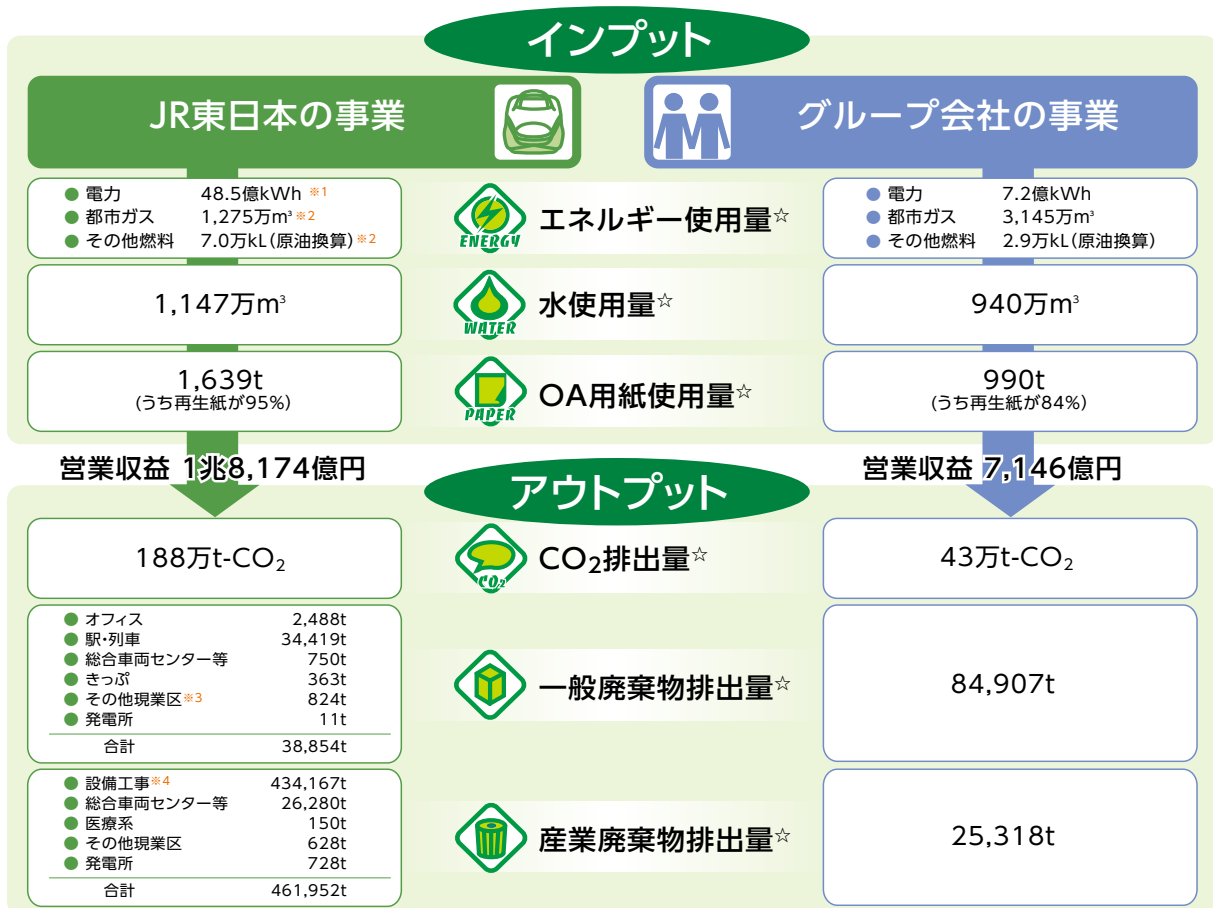 インプット
JR東日本の事業
グループ会社の事業
● 電力 48.5億kWh ※1
● 都市ガス 1,275万m³ ※2
● その他燃料 7.0万kL(原油換算)※2
ENERGY
エネルギー使用量☆
● 電力 7.2億kWh
● 都市ガス 3,145万m³
● その他燃料 2.9万kL(原油換算)
1,147万m³
WATER
水使用量☆
940万m³
1,639t
(うち再生紙が95%)
PAPER
OA用紙使用量☆
990t
(うち再生紙が84%)
営業収益 1兆8,174億円
営業収益 7,146億円
アウトプット
188万t-CO₂
CO₂
CO₂排出量☆
43万t-CO₂
● オフィス 2,488t
● 駅・列車 34,419t
● 総合車両センター等 750t
● きっぷ 363t
● その他現業区※3 824t
● 発電所 11t
合計 38,854t
一般廃棄物排出量☆
84,907t
● 設備工事※4 434,167t
● 総合車両センター等 26,280t
● 医療系 150t
● その他現業区 628t
● 発電所 728t
合計 461,952t
産業廃棄物排出量☆
25,318t